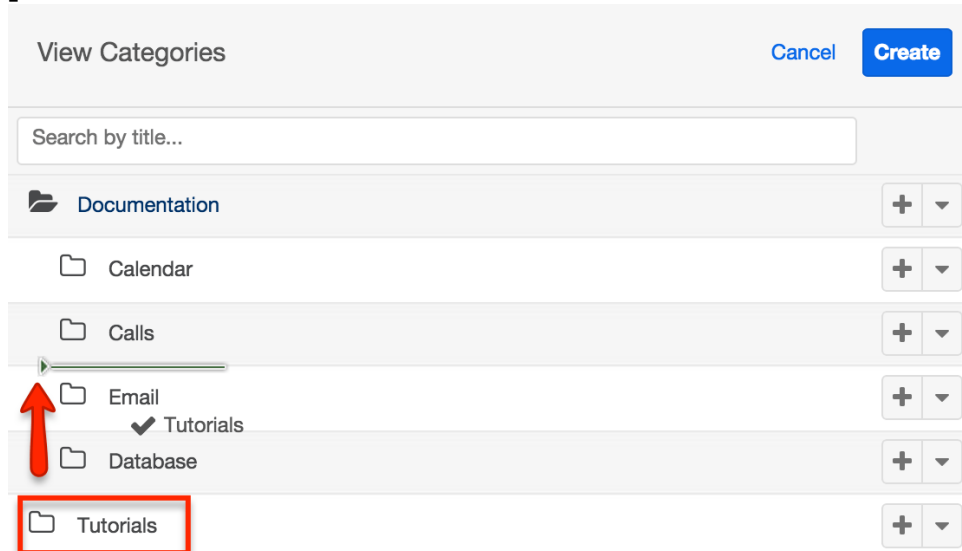 View Categories
Cancel
Create
Search by title...
Documentation
Calendar
Calls
Email
Tutorials
Database
Tutorials